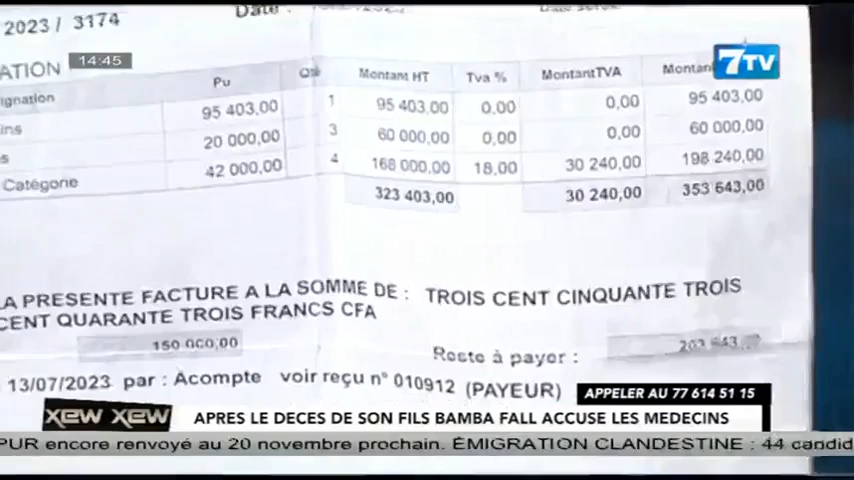 2023 / 3174
Date :
14:45
ATION
7TV
ignation Pu Qté Montant HT Tva % MontantTVA Montan
ins 95 403,00 1 95 403,00 0,00 0,00 95 403,00
s 20 000,00 3 60 000,00 0,00 0,00 60 000,00
Catégorie 42 000,00 4 168 000,00 18,00 30 240,00 198 240,00
323 403,00 30 240,00 353 643,00
LA PRESENTE FACTURE A LA SOMME DE : TROIS CENT CINQUANTE TROIS
CENT QUARANTE TROIS FRANCS CFA
150 000,00
Reste à payer : 203 643,00
13/07/2023 par : Acompte voir reçu n° 010912 (PAYEUR)
APPELER AU 77 614 51 15
XEW XEW APRES LE DECES DE SON FILS BAMBA FALL ACCUSE LES MEDECINS
PUR encore renvoyé au 20 novembre prochain. ÉMIGRATION CLANDESTINE : 44 candid